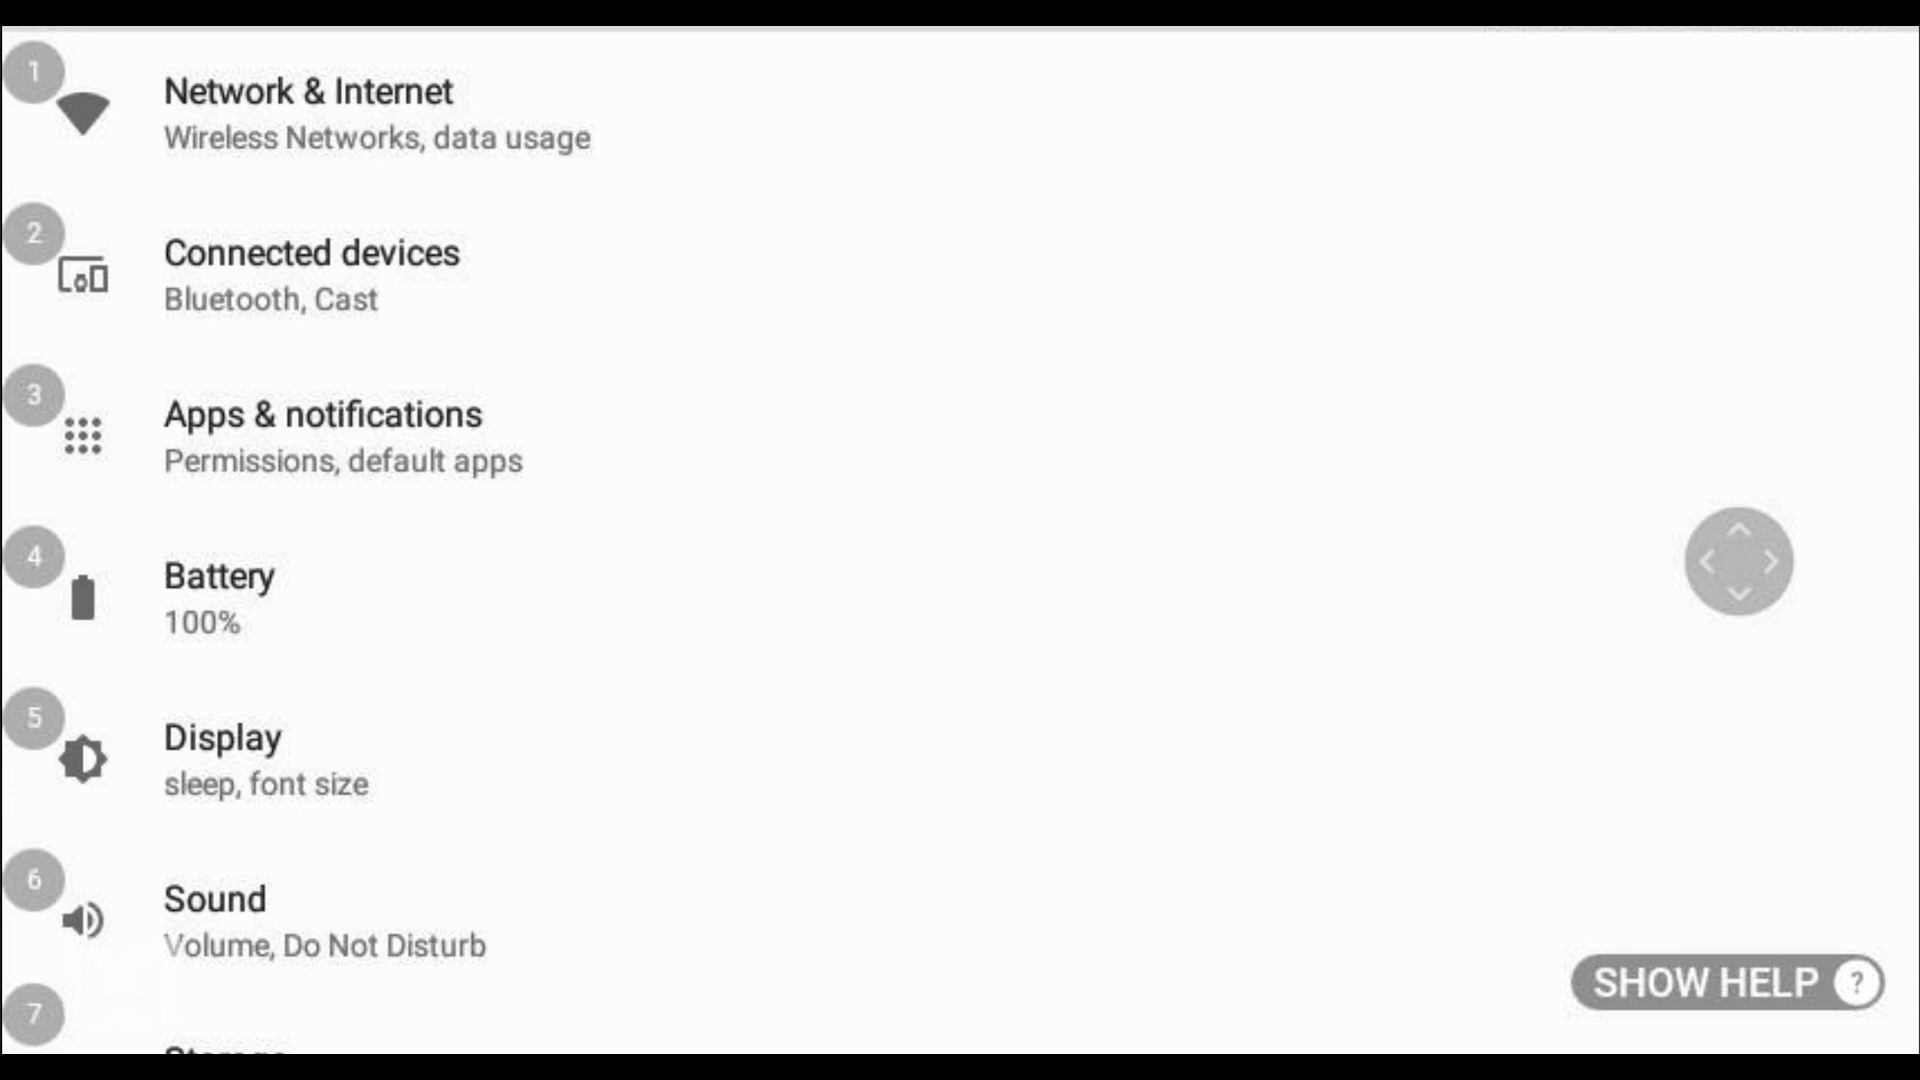 1
Network & Internet
Wireless Networks, data usage
2
Connected devices
Bluetooth, Cast
3
Apps & notifications
Permissions, default apps
4
Battery
100%
5
Display
sleep, font size
6
Sound
Volume, Do Not Disturb
SHOW HELP ?
7